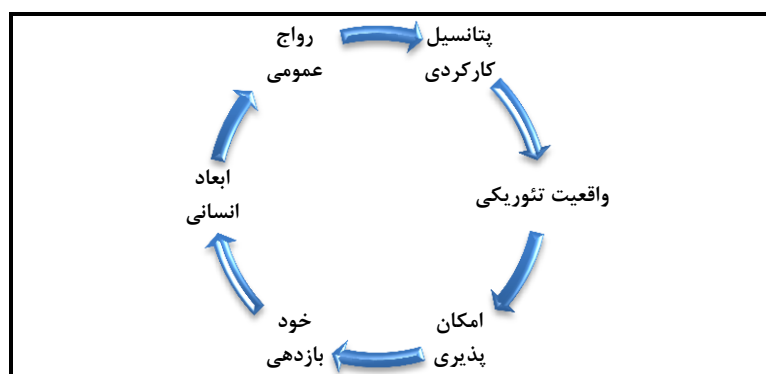 پتانسیل
کارکردی
واقعیت تئوریکی
امکان
پذیری
خود
بازدهی
ابعاد
انسانی
رواج
عمومی